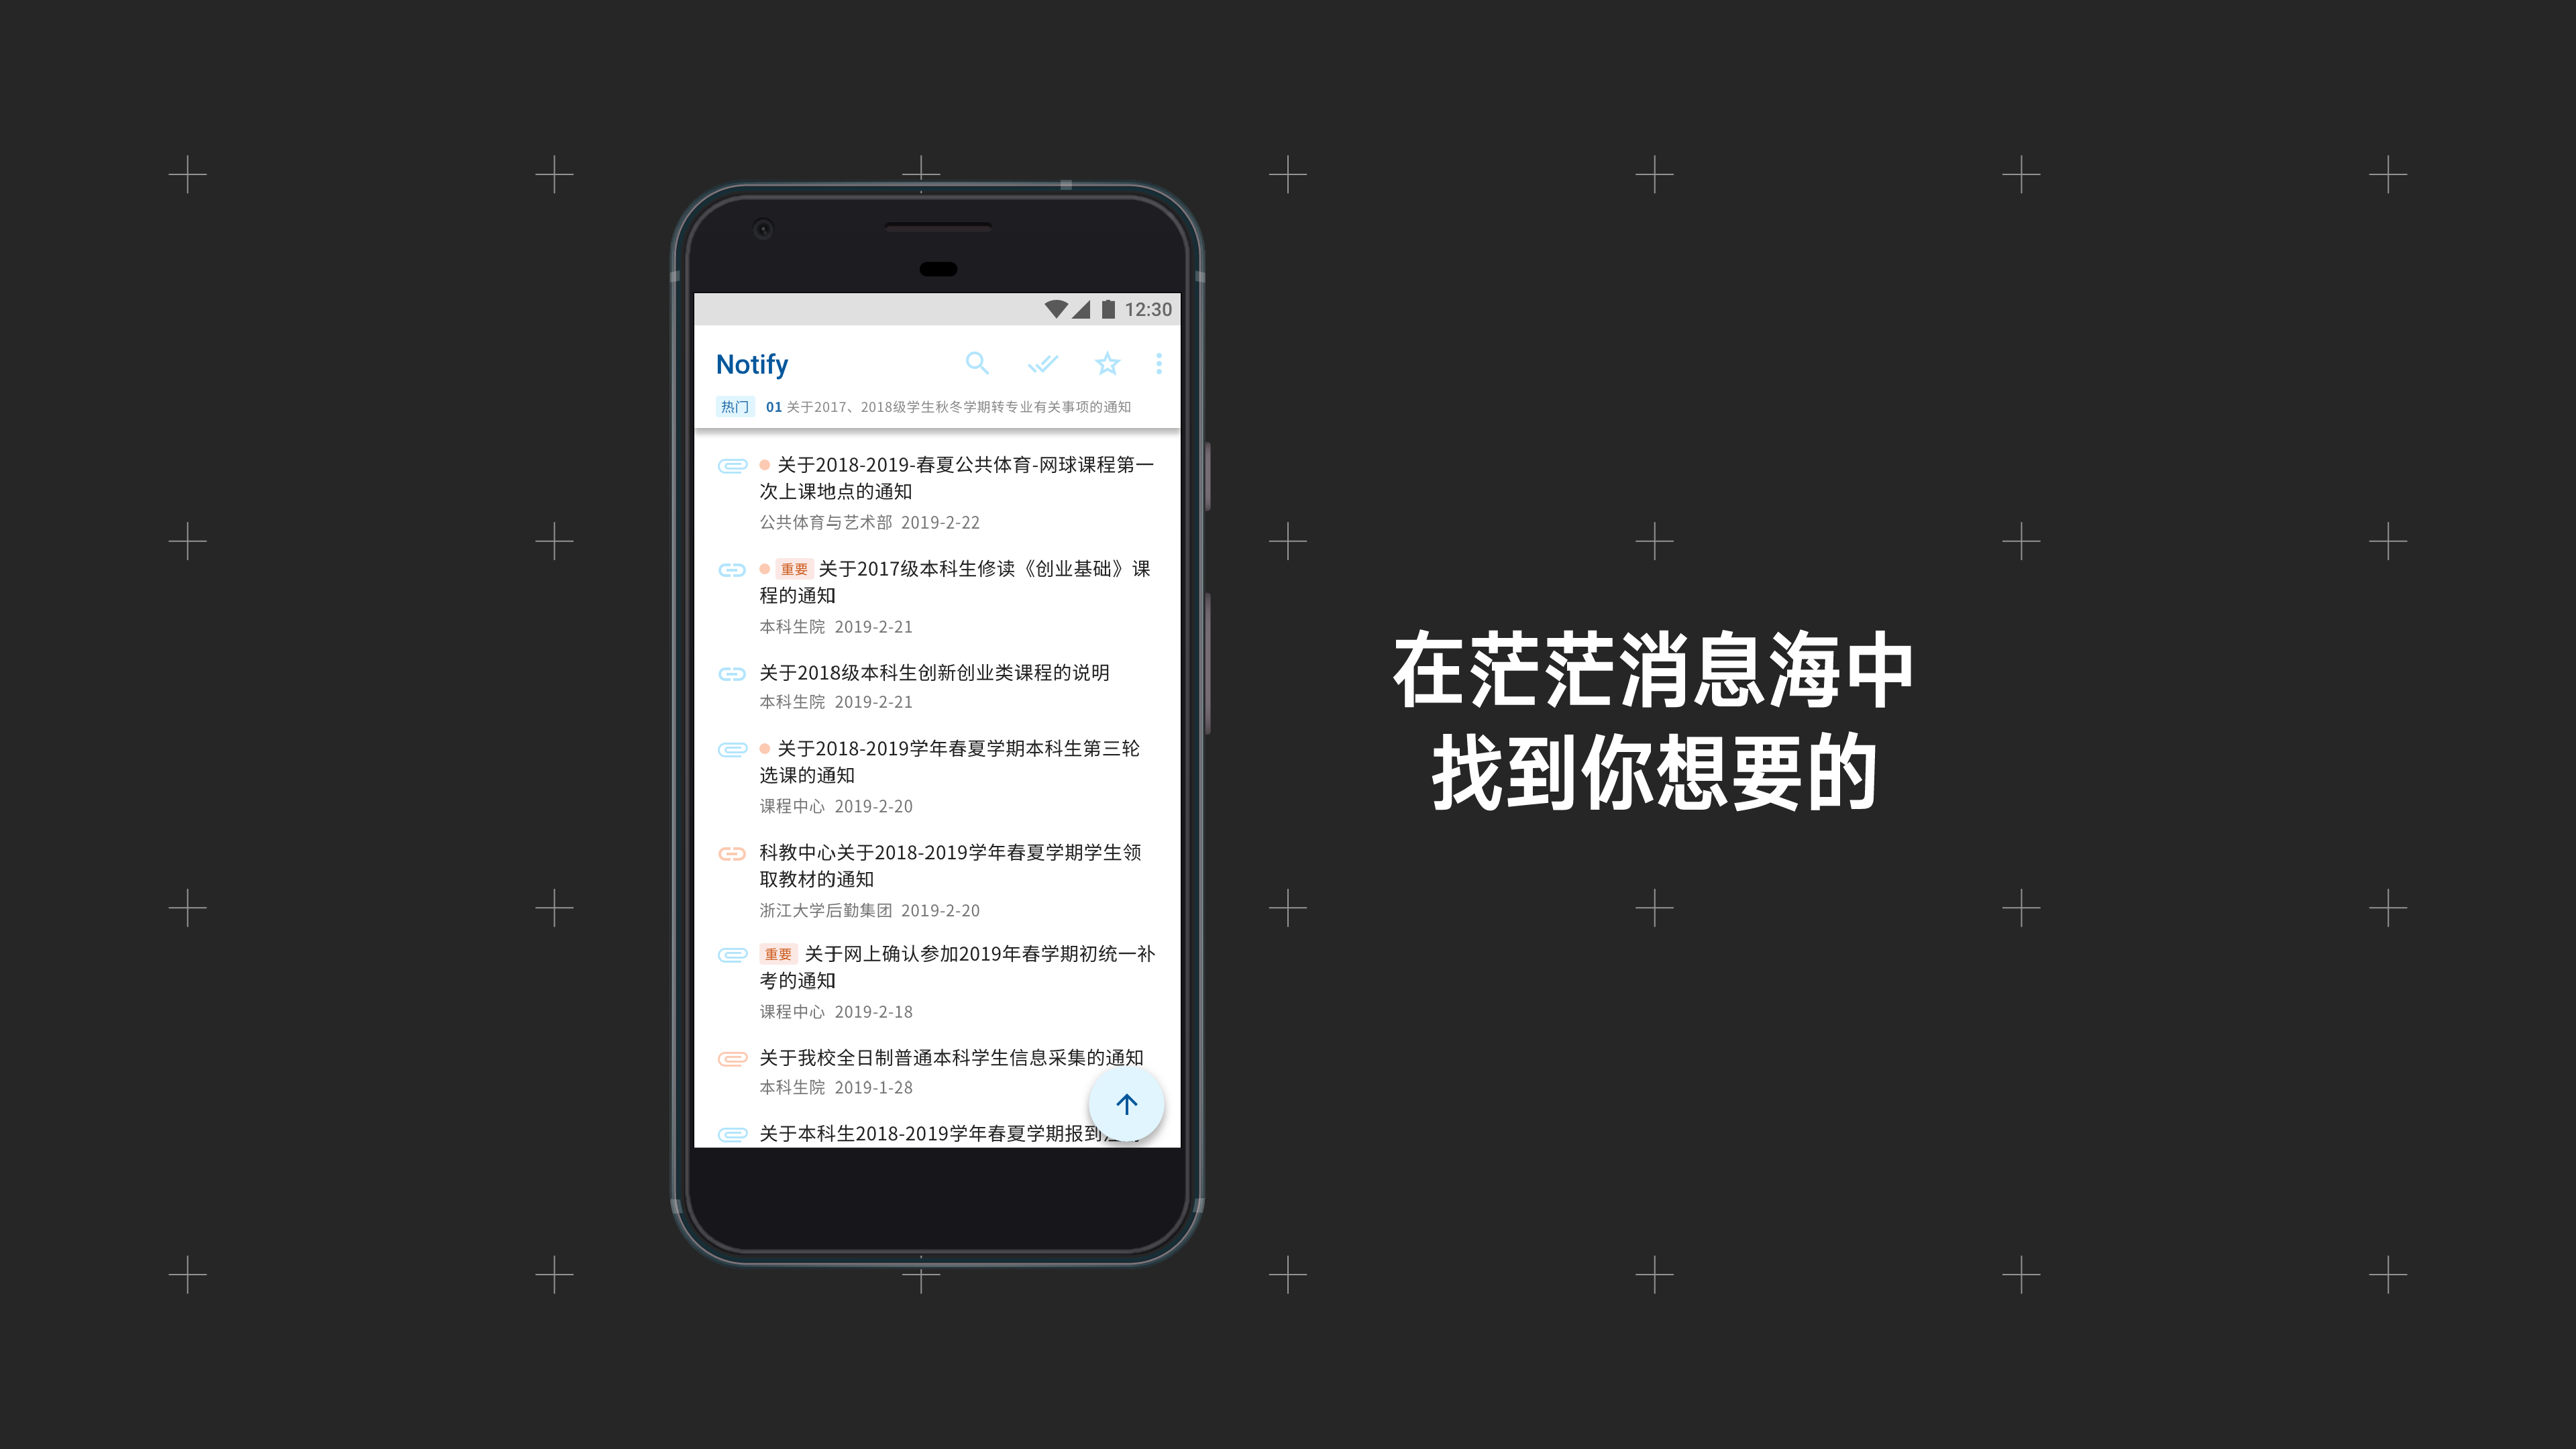 12:30
Notify
热门 01 关于2017、2018级学生秋冬学期转专业有关事项的通知
关于2018-2019-春夏公共体育-网球课程第一
次上课地点的通知
公共体育与艺术部 2019-2-22
重要 关于2017级本科生修读《创业基础》课
程的通知
本科生院 2019-2-21
关于2018级本科生创新创业类课程的说明
本科生院 2019-2-21
关于2018-2019学年春夏学期本科生第三轮
选课的通知
课程中心 2019-2-20
科教中心关于2018-2019学年春夏学期学生领
取教材的通知
浙江大学后勤集团 2019-2-20
重要 关于网上确认参加2019年春学期初统一补
考的通知
课程中心 2019-2-18
关于我校全日制普通本科学生信息采集的通知
本科生院 2019-1-28
关于本科生2018-2019学年春夏学期报到
在茫茫消息海中
找到你想要的